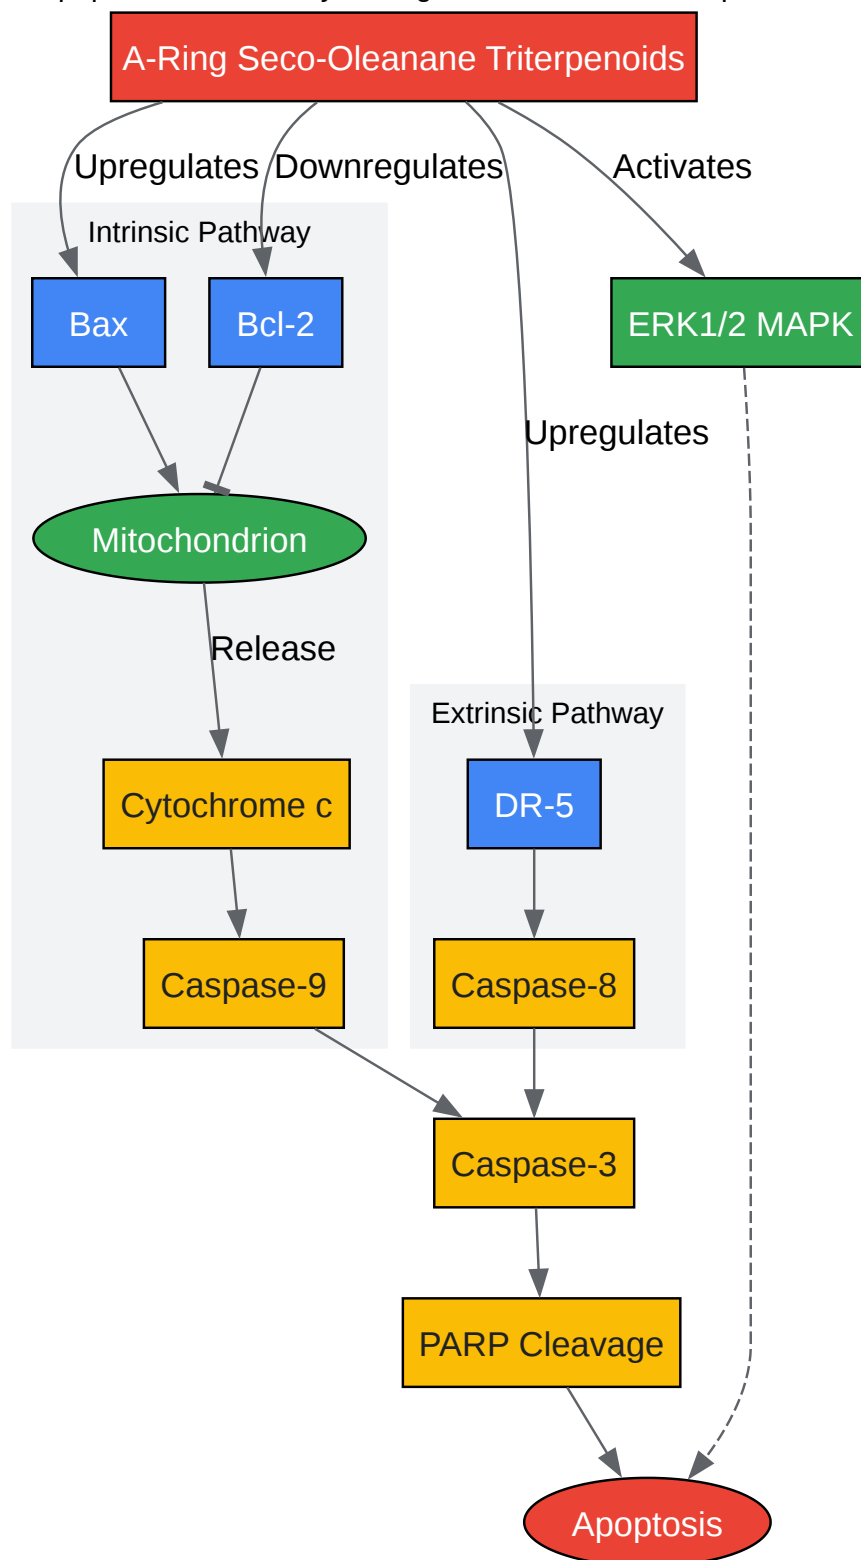 A-Ring Seco-Oleanane Triterpenoids
Upregulates
Downregulates
Activates
Intrinsic Pathway
Bax
Bcl-2
ERK1/2 MAPK
Upregulates
Mitochondrion
Release
Extrinsic Pathway
Cytochrome c
DR-5
Caspase-9
Caspase-8
Caspase-3
PARP Cleavage
Apoptosis